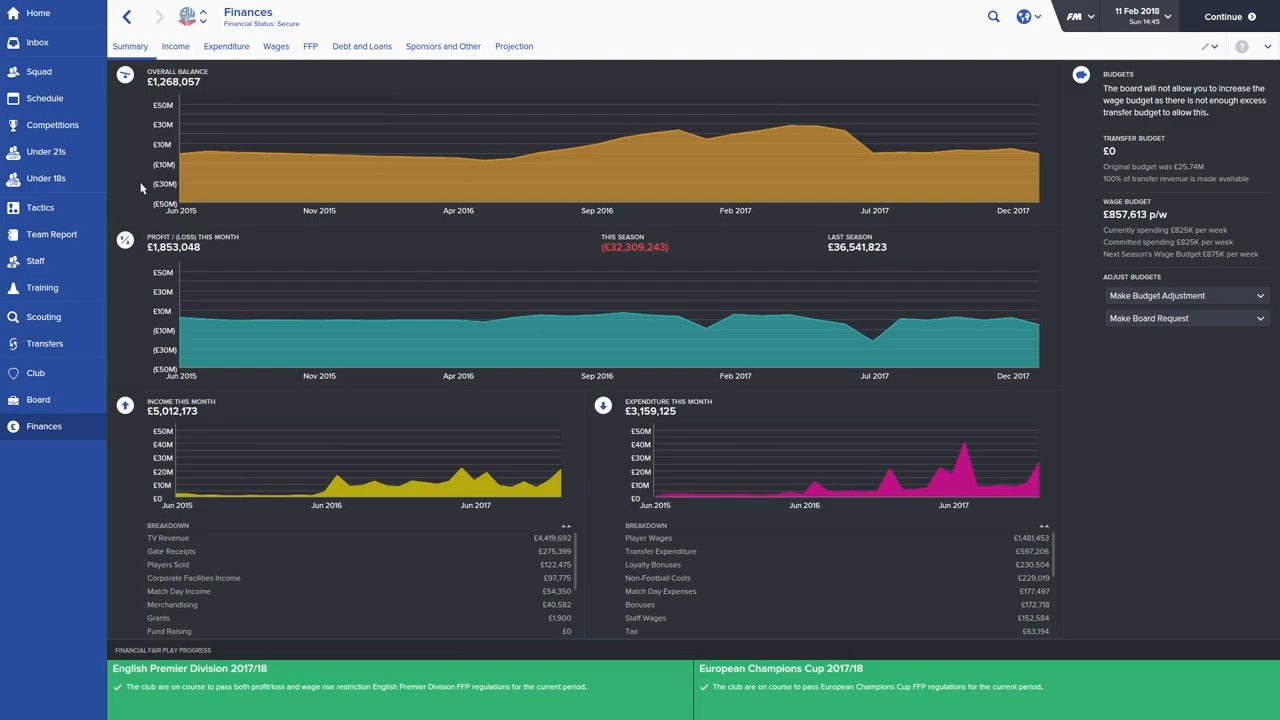 Home
Inbox
Squad
Schedule
Competitions
Under 21s
Under 18s
Tactics
Team Report
Staff
Training
Scouting
Transfers
Club
Board
Finances
Finances
Financial Status: Secure
FM
11 Feb 2018
Sun 14:45
Continue
Summary
Income
Expenditure
Wages
FFP
Debt and Loans
Sponsors and Other
Projection
OVERALL BALANCE
£1,268,057
£50M
£30M
£10M
(£10M)
(£30M)
(£50M)
Jun 2015
Nov 2015
Apr 2016
Sep 2016
Feb 2017
Jul 2017
Dec 2017
PROFIT / (LOSS) THIS MONTH
£1,853,048
THIS SEASON
(£32,309,243)
LAST SEASON
£36,541,823
£50M
£30M
£10M
(£10M)
(£30M)
(£50M)
Jun 2015
Nov 2015
Apr 2016
Sep 2016
Feb 2017
Jul 2017
Dec 2017
INCOME THIS MONTH
£5,012,173
£50M
£40M
£30M
£20M
£10M
£0
Jun 2015
Jun 2016
Jun 2017
BREAKDOWN
TV Revenue £4,419,692
Gate Receipts £275,399
Players Sold £122,475
Corporate Facilities Income £97,775
Match Day Income £54,350
Merchandising £40,582
Grants £1,900
Fund Raising £0
EXPENDITURE THIS MONTH
£3,159,125
£50M
£40M
£30M
£20M
£10M
£0
Jun 2015
Jun 2016
Jun 2017
BREAKDOWN
Player Wages £1,481,453
Transfer Expenditure £597,206
Loyalty Bonuses £230,504
Non-Football Costs £229,019
Match Day Expenses £177,497
Bonuses £172,718
Staff Wages £152,584
Tax £63,194
BUDGETS
The board will not allow you to increase the
wage budget as there is not enough excess
transfer budget to allow this.
TRANSFER BUDGET
£0
Original budget was £25.74M
100% of transfer revenue is made available
WAGE BUDGET
£857,613 p/w
Currently spending £825K per week
Committed spending £825K per week
Next Season's Wage Budget £875K per week
ADJUST BUDGETS
Make Budget Adjustment
Make Board Request
FINANCIAL FAIR PLAY PROGRESS
English Premier Division 2017/18
The club are on course to pass both profit/loss and wage rise restriction English Premier Division FFP regulations for the current period.
European Champions Cup 2017/18
The club are on course to pass European Champions Cup FFP regulations for the current period.